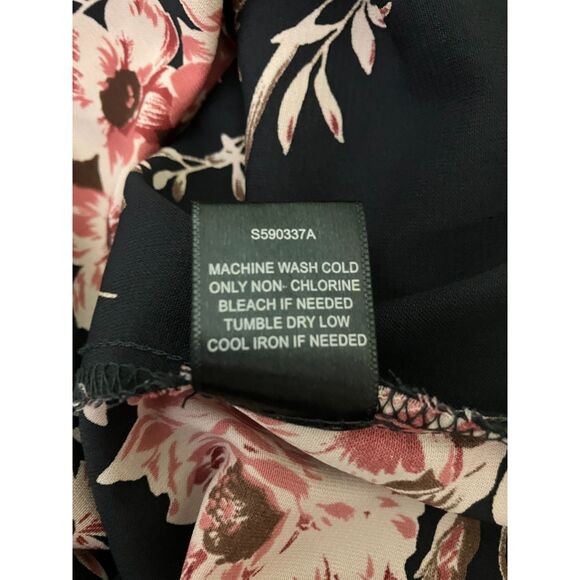 S590337A
MACHINE WASH COLD
ONLY NON- CHLORINE
BLEACH IF NEEDED
TUMBLE DRY LOW
COOL IRON IF NEEDED